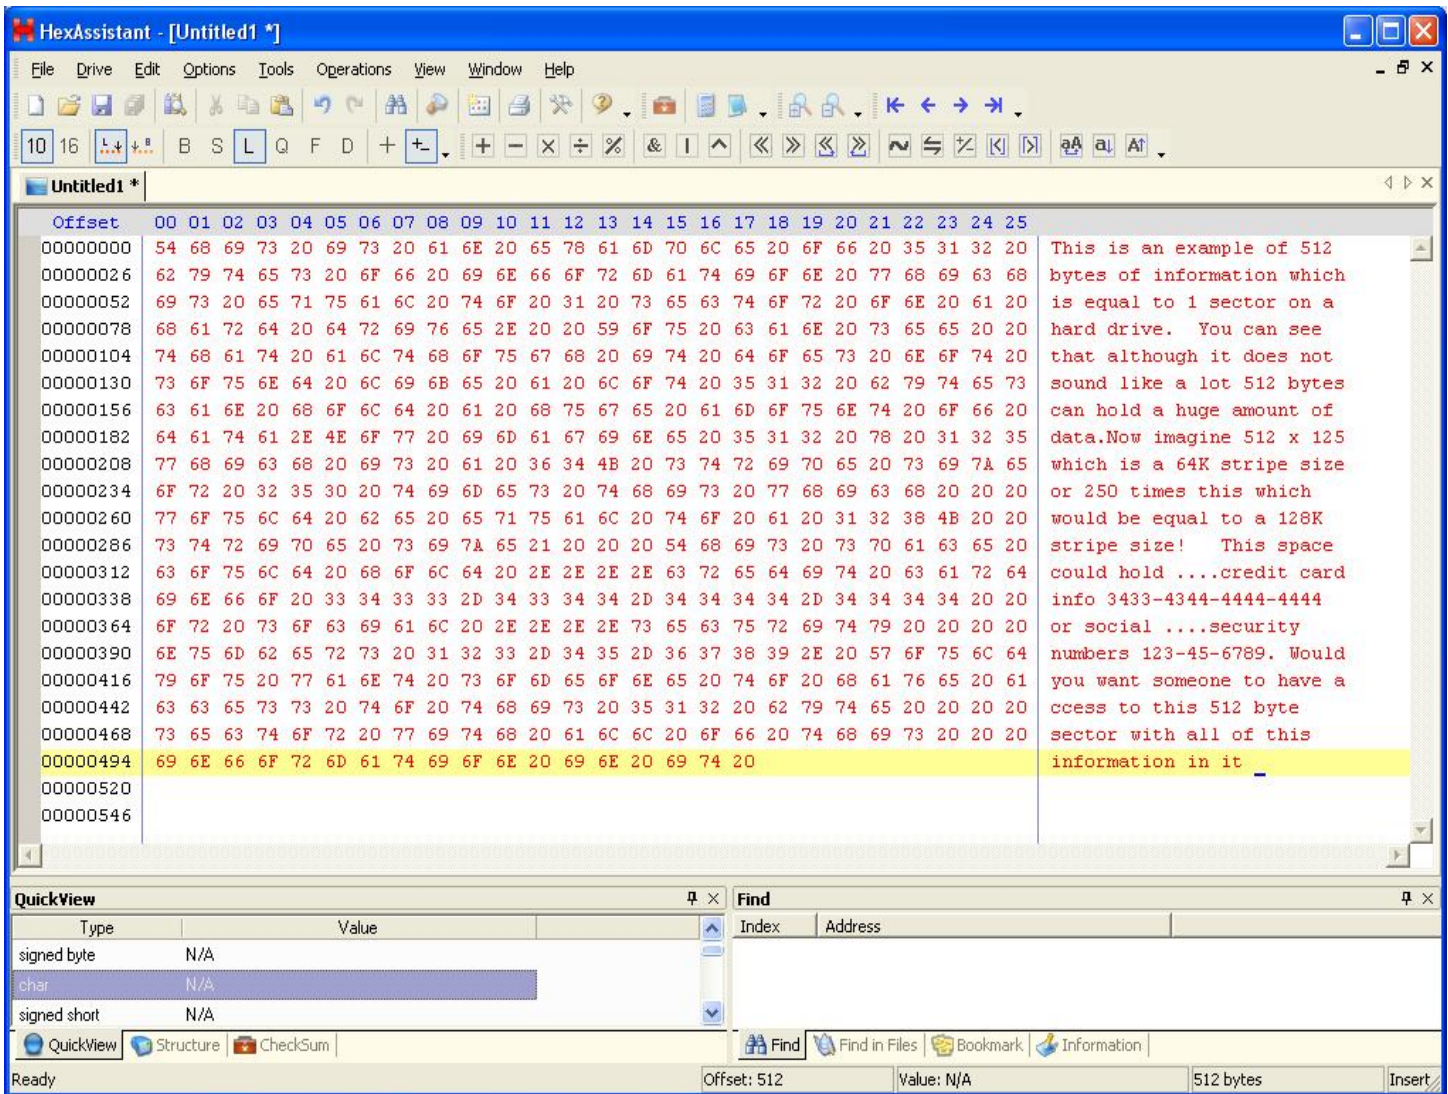 HexAssistant - [Untitled1 *]
File Drive Edit Options Tools Operations View Window Help
10 16 B S L Q F D
Untitled1 *
Offset 00 01 02 03 04 05 06 07 08 09 10 11 12 13 14 15 16 17 18 19 20 21 22 23 24 25
00000000 54 68 69 73 20 69 73 20 61 6E 20 65 78 61 6D 70 6C 65 20 6F 66 20 35 31 32 20 This is an example of 512
00000026 62 79 74 65 73 20 6F 66 20 69 6E 66 6F 72 6D 61 74 69 6F 6E 20 77 68 69 63 68 bytes of information which
00000052 69 73 20 65 71 75 61 6C 20 74 6F 20 31 20 73 65 63 74 6F 72 20 6F 6E 20 61 20 is equal to 1 sector on a
00000078 68 61 72 64 20 64 72 69 76 65 2E 20 20 59 6F 75 20 63 61 6E 20 73 65 65 20 20 hard drive.  You can see
00000104 74 68 61 74 20 61 6C 74 68 6F 75 67 68 20 69 74 20 64 6F 65 73 20 6E 6F 74 20 that although it does not
00000130 73 6F 75 6E 64 20 6C 69 6B 65 20 61 20 6C 6F 74 20 35 31 32 20 62 79 74 65 73 sound like a lot 512 bytes
00000156 63 61 6E 20 68 6F 6C 64 20 61 20 68 75 67 65 20 61 6D 6F 75 6E 74 20 6F 66 20 can hold a huge amount of
00000182 64 61 74 61 2E 4E 6F 77 20 69 6D 61 67 69 6E 65 20 35 31 32 20 78 20 31 32 35 data.Now imagine 512 x 125
00000208 77 68 69 63 68 20 69 73 20 61 20 36 34 4B 20 73 74 72 69 70 65 20 73 69 7A 65 which is a 64K stripe size
00000234 6F 72 20 32 35 30 20 74 69 6D 65 73 20 74 68 69 73 20 77 68 69 63 68 20 20 20 or 250 times this which
00000260 77 6F 75 6C 64 20 62 65 20 65 71 75 61 6C 20 74 6F 20 61 20 31 32 38 4B 20 20 would be equal to a 128K
00000286 73 74 72 69 70 65 20 73 69 7A 65 21 20 20 20 54 68 69 73 20 73 70 61 63 65 20 stripe size!   This space
00000312 63 6F 75 6C 64 20 68 6F 6C 64 20 2E 2E 2E 2E 63 72 65 64 69 74 20 63 61 72 64 could hold ....credit card
00000338 69 6E 66 6F 20 33 34 33 33 2D 34 33 34 34 2D 34 34 34 34 2D 34 34 34 34 20 20 info 3433-4344-4444-4444
00000364 6F 72 20 73 6F 63 69 61 6C 20 2E 2E 2E 2E 73 65 63 75 72 69 74 79 20 20 20 20 or social ....security
00000390 6E 75 6D 62 65 72 73 20 31 32 33 2D 34 35 2D 36 37 38 39 2E 20 57 6F 75 6C 64 numbers 123-45-6789. Would
00000416 79 6F 75 20 77 61 6E 74 20 73 6F 6D 65 6F 6E 65 20 74 6F 20 68 61 76 65 20 61 you want someone to have a
00000442 63 63 65 73 73 20 74 6F 20 74 68 69 73 20 35 31 32 20 62 79 74 65 20 20 20 20 ccess to this 512 byte
00000468 73 65 63 74 6F 72 20 77 69 74 68 20 61 6C 6C 20 6F 66 20 74 68 69 73 20 20 20 sector with all of this
00000494 69 6E 66 6F 72 6D 61 74 69 6F 6E 20 69 6E 20 69 74 20 information in it
00000520
00000546
QuickView Find
Type Value Index Address
signed byte N/A
char N/A
signed short N/A
QuickView Structure CheckSum Find Find in Files Bookmark Information
Ready Offset: 512 Value: N/A 512 bytes Insert